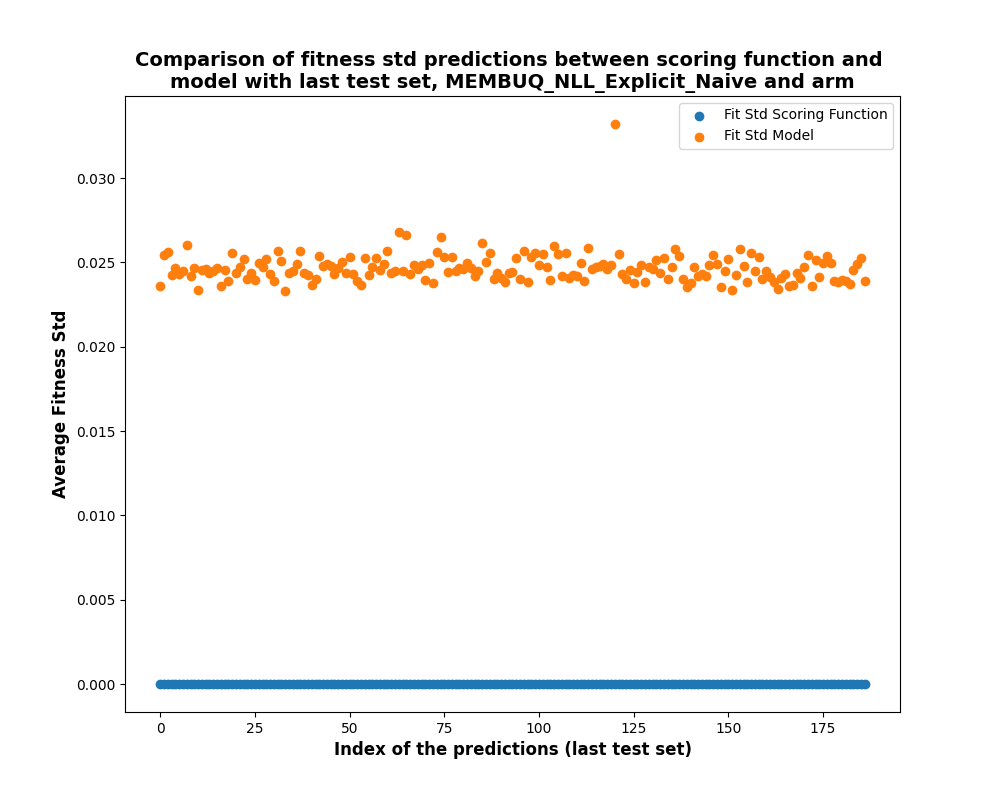 Comparison of fitness std predictions between scoring function and
model with last test set, MEMBUQ_NLL_Explicit_Naive and arm
Fit Std Scoring Function
Fit Std Model
Average Fitness Std
0.030
0.025
0.020
0.015
0.010
0.005
0.000
0 25 50 75 100 125 150 175
Index of the predictions (last test set)